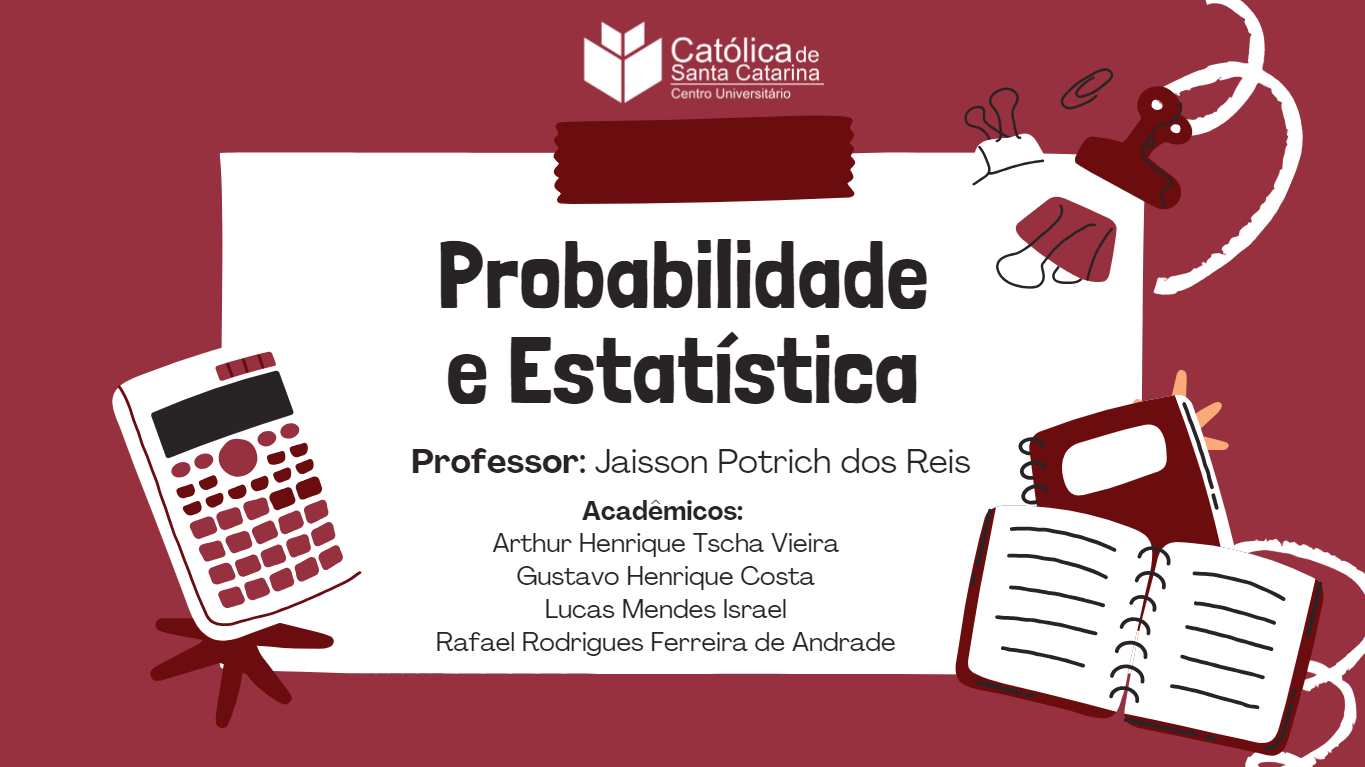 Católica de
Santa Catarina
Centro Universitário
Probabilidade
e Estatística
Professor: Jaisson Potrich dos Reis
Acadêmicos:
Arthur Henrique Tscha Vieira
Gustavo Henrique Costa
Lucas Mendes Israel
Rafael Rodrigues Ferreira de Andrade